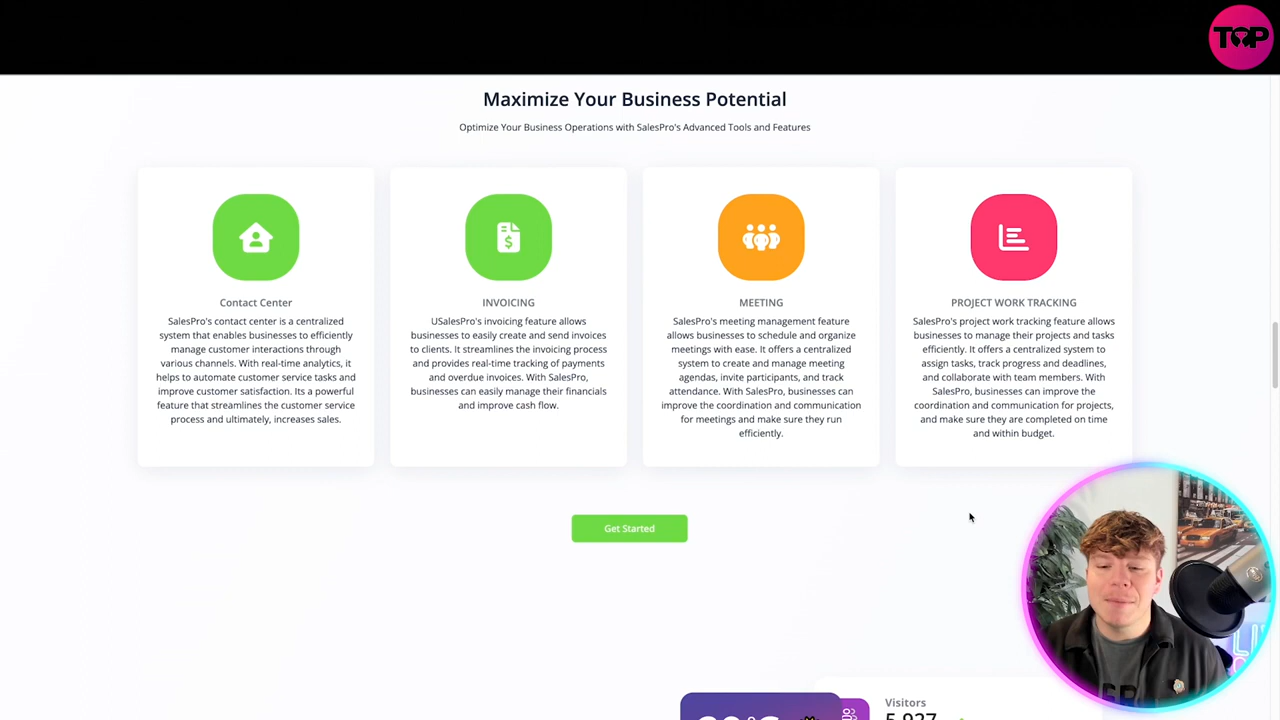 TOP
Maximize Your Business Potential
Optimize Your Business Operations with SalesPro's Advanced Tools and Features
Contact Center
SalesPro's contact center is a centralized
system that enables businesses to efficiently
manage customer interactions through
various channels. With real-time analytics, it
helps to automate customer service tasks and
improve customer satisfaction. Its a powerful
feature that streamlines the customer service
process and ultimately, increases sales.
INVOICING
USalesPro's invoicing feature allows
businesses to easily create and send invoices
to clients. It streamlines the invoicing process
and provides real-time tracking of payments
and overdue invoices. With SalesPro,
businesses can easily manage their financials
and improve cash flow.
MEETING
SalesPro's meeting management feature
allows businesses to schedule and organize
meetings with ease. It offers a centralized
system to create and manage meeting
agendas, invite participants, and track
attendance. With SalesPro, businesses can
improve the coordination and communication
for meetings and make sure they run
efficiently.
PROJECT WORK TRACKING
SalesPro's project work tracking feature allows
businesses to manage their projects and tasks
efficiently. It offers a centralized system to
assign tasks, track progress and deadlines,
and collaborate with team members. With
SalesPro, businesses can improve the
coordination and communication for projects,
and make sure they are completed on time
and within budget.
Get Started
Visitors
5,927